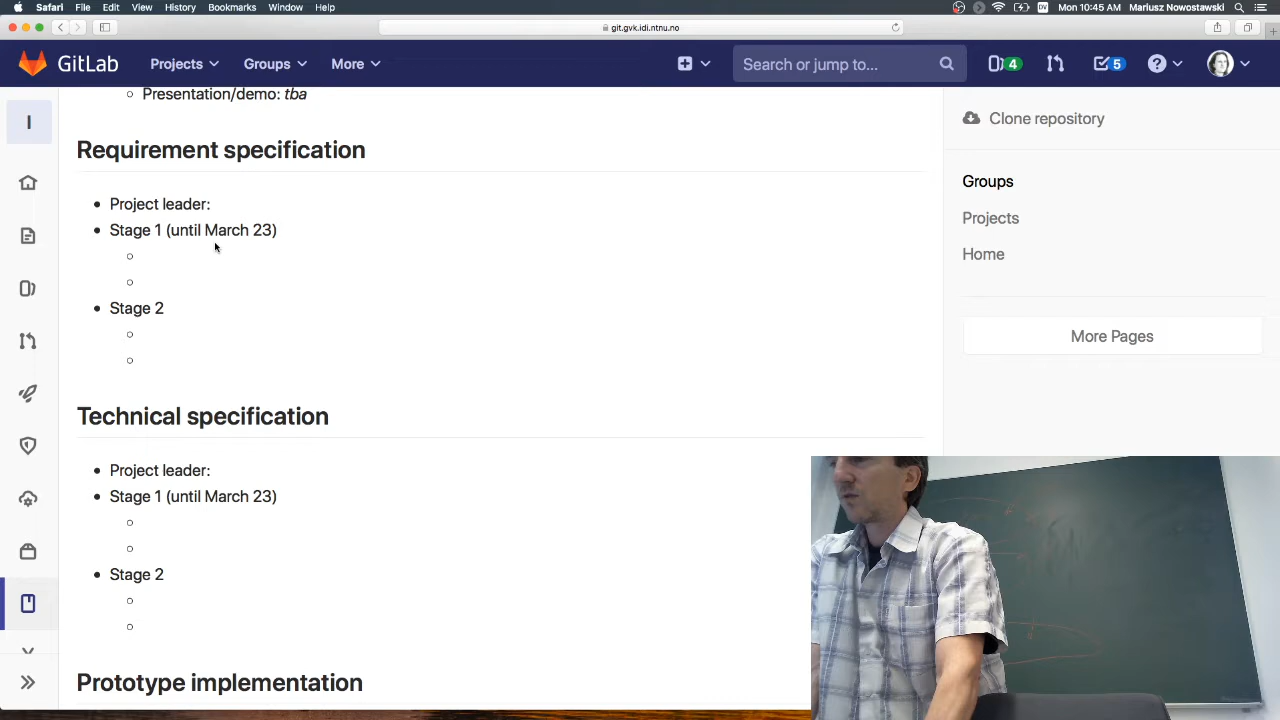 Safari File Edit View History Bookmarks Window Help DV Mon 10:45 AM Mariusz Nowostawski
git.gvk.idi.ntnu.no
GitLab Projects Groups More Search or jump to... 4 5
Presentation/demo: tba
Clone repository
I
Requirement specification
Groups
Project leader:
Projects
Stage 1 (until March 23)
Home
Stage 2
More Pages
Technical specification
Project leader:
Stage 1 (until March 23)
Stage 2
Prototype implementation